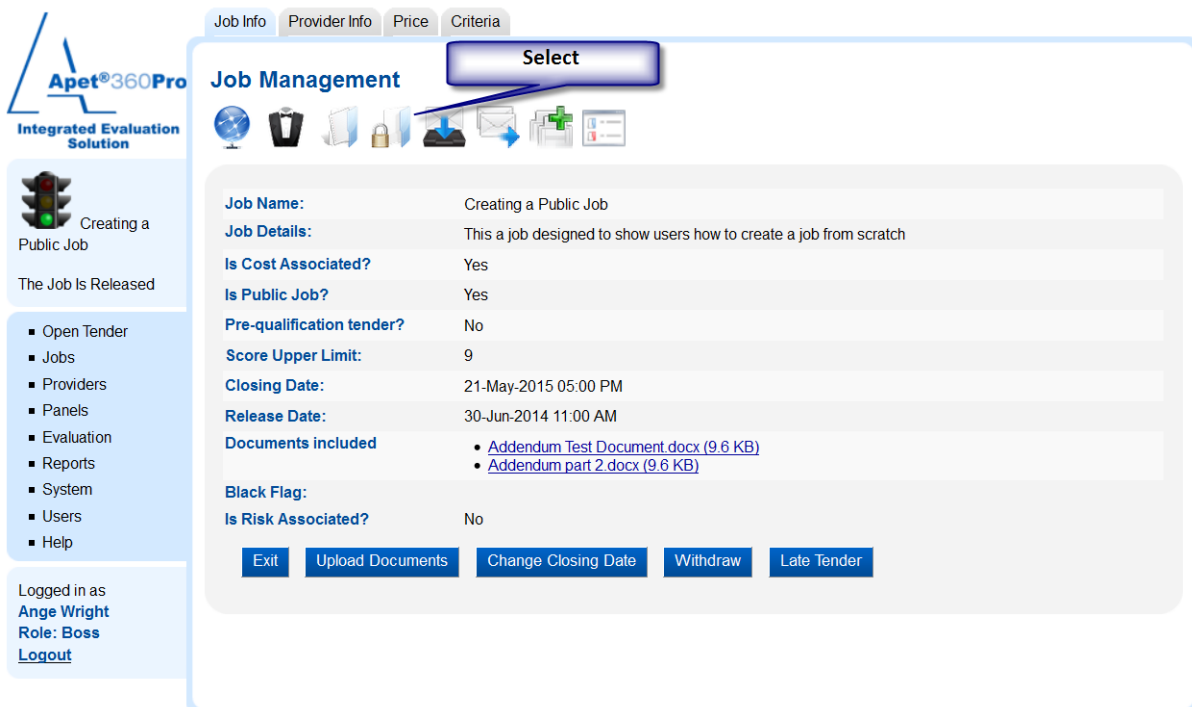 Job Info Provider Info Price Criteria
Apet®360Pro
Integrated Evaluation
Solution
Select
Job Management
Creating a
Public Job
The Job Is Released
Open Tender
Jobs
Providers
Panels
Evaluation
Reports
System
Users
Help
Logged in as
Ange Wright
Role: Boss
Logout
Job Name: Creating a Public Job
Job Details: This a job designed to show users how to create a job from scratch
Is Cost Associated? Yes
Is Public Job? Yes
Pre-qualification tender? No
Score Upper Limit: 9
Closing Date: 21-May-2015 05:00 PM
Release Date: 30-Jun-2014 11:00 AM
Documents included Addendum Test Document.docx (9.6 KB)
Addendum part 2.docx (9.6 KB)
Black Flag:
Is Risk Associated? No
Exit Upload Documents Change Closing Date Withdraw Late Tender